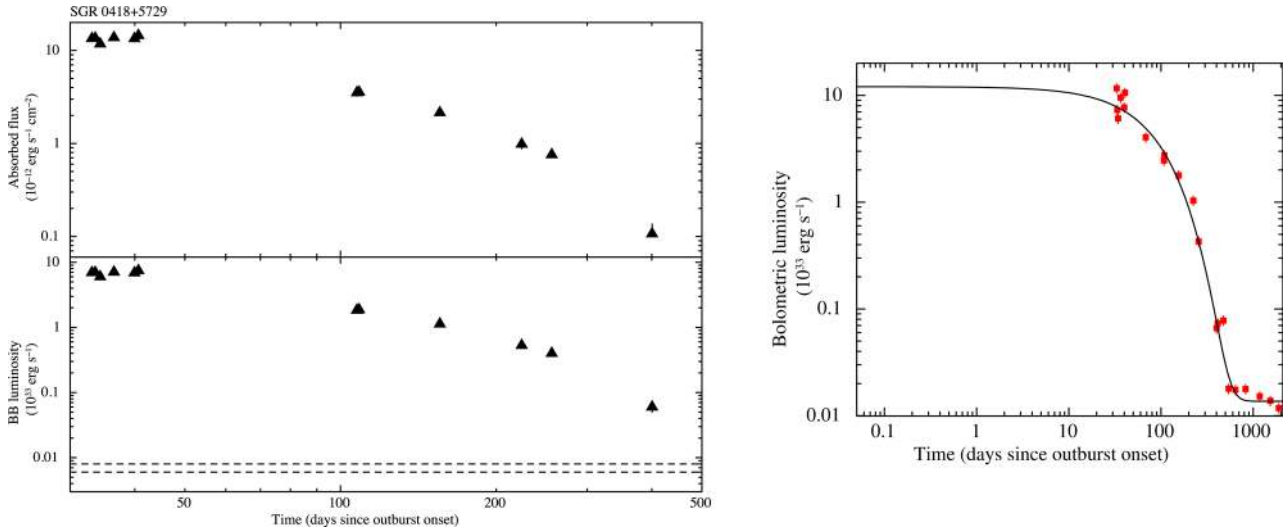 SGR 0418+5729
Absorbed flux
(10⁻¹² erg s⁻¹ cm⁻²)
10
1
0.1
BB luminosity
(10³³ erg s⁻¹)
10
1
0.1
0.01
50
100
200
500
Time (days since outburst onset)
Bolometric luminosity
(10³³ erg s⁻¹)
10
1
0.1
0.01
0.1
1
10
100
1000
Time (days since outburst onset)